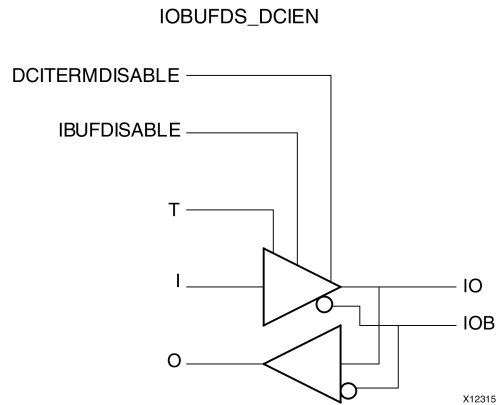 IOBUFDS_DCIEN
DCITERMDISABLE
IBUFDISABLE
T
I
IO
IOB
O
X12315